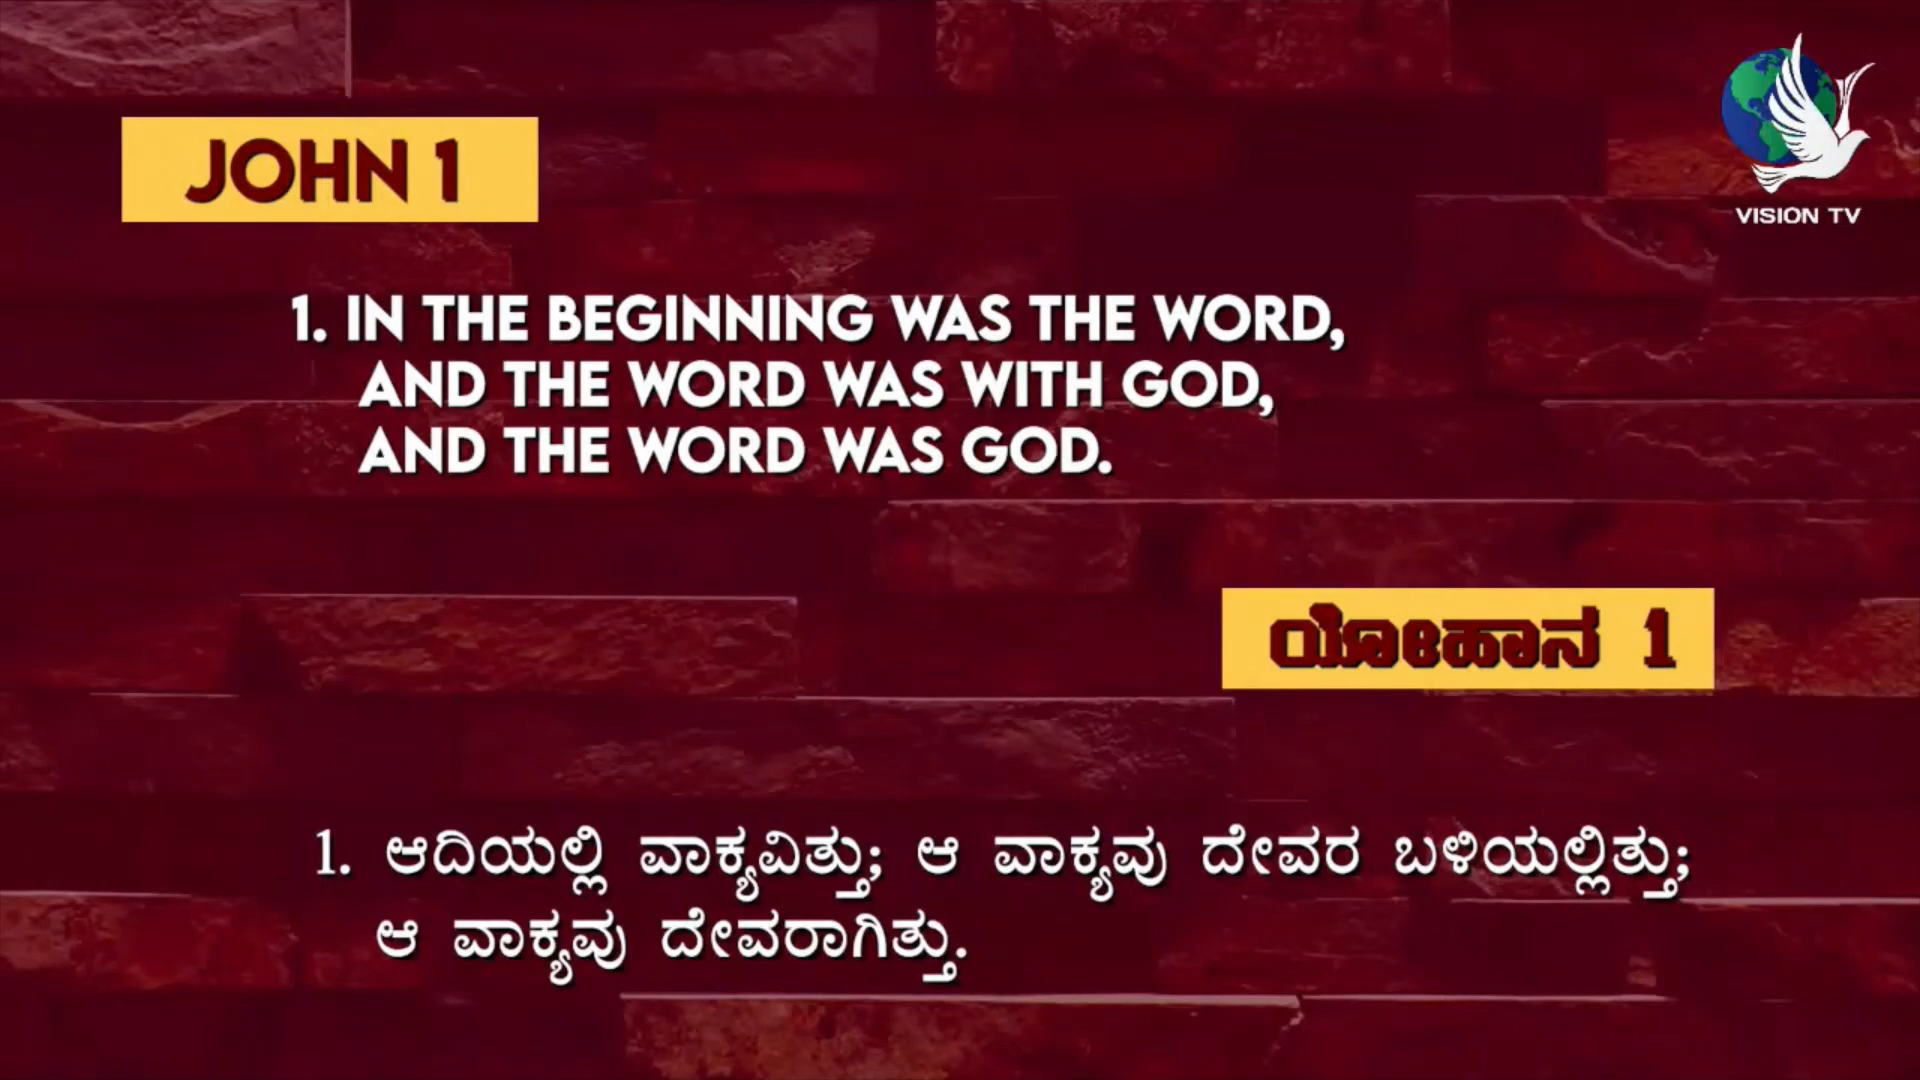 JOHN 1
VISION TV
1. IN THE BEGINNING WAS THE WORD,
AND THE WORD WAS WITH GOD,
AND THE WORD WAS GOD.
ಯೋಹಾನ 1
1. ಆದಿಯಲ್ಲಿ ವಾಕ್ಯವಿತ್ತು; ಆ ವಾಕ್ಯವು ದೇವರ ಬಳಿಯಲ್ಲಿತ್ತು;
ಆ ವಾಕ್ಯವು ದೇವರಾಗಿತ್ತು.